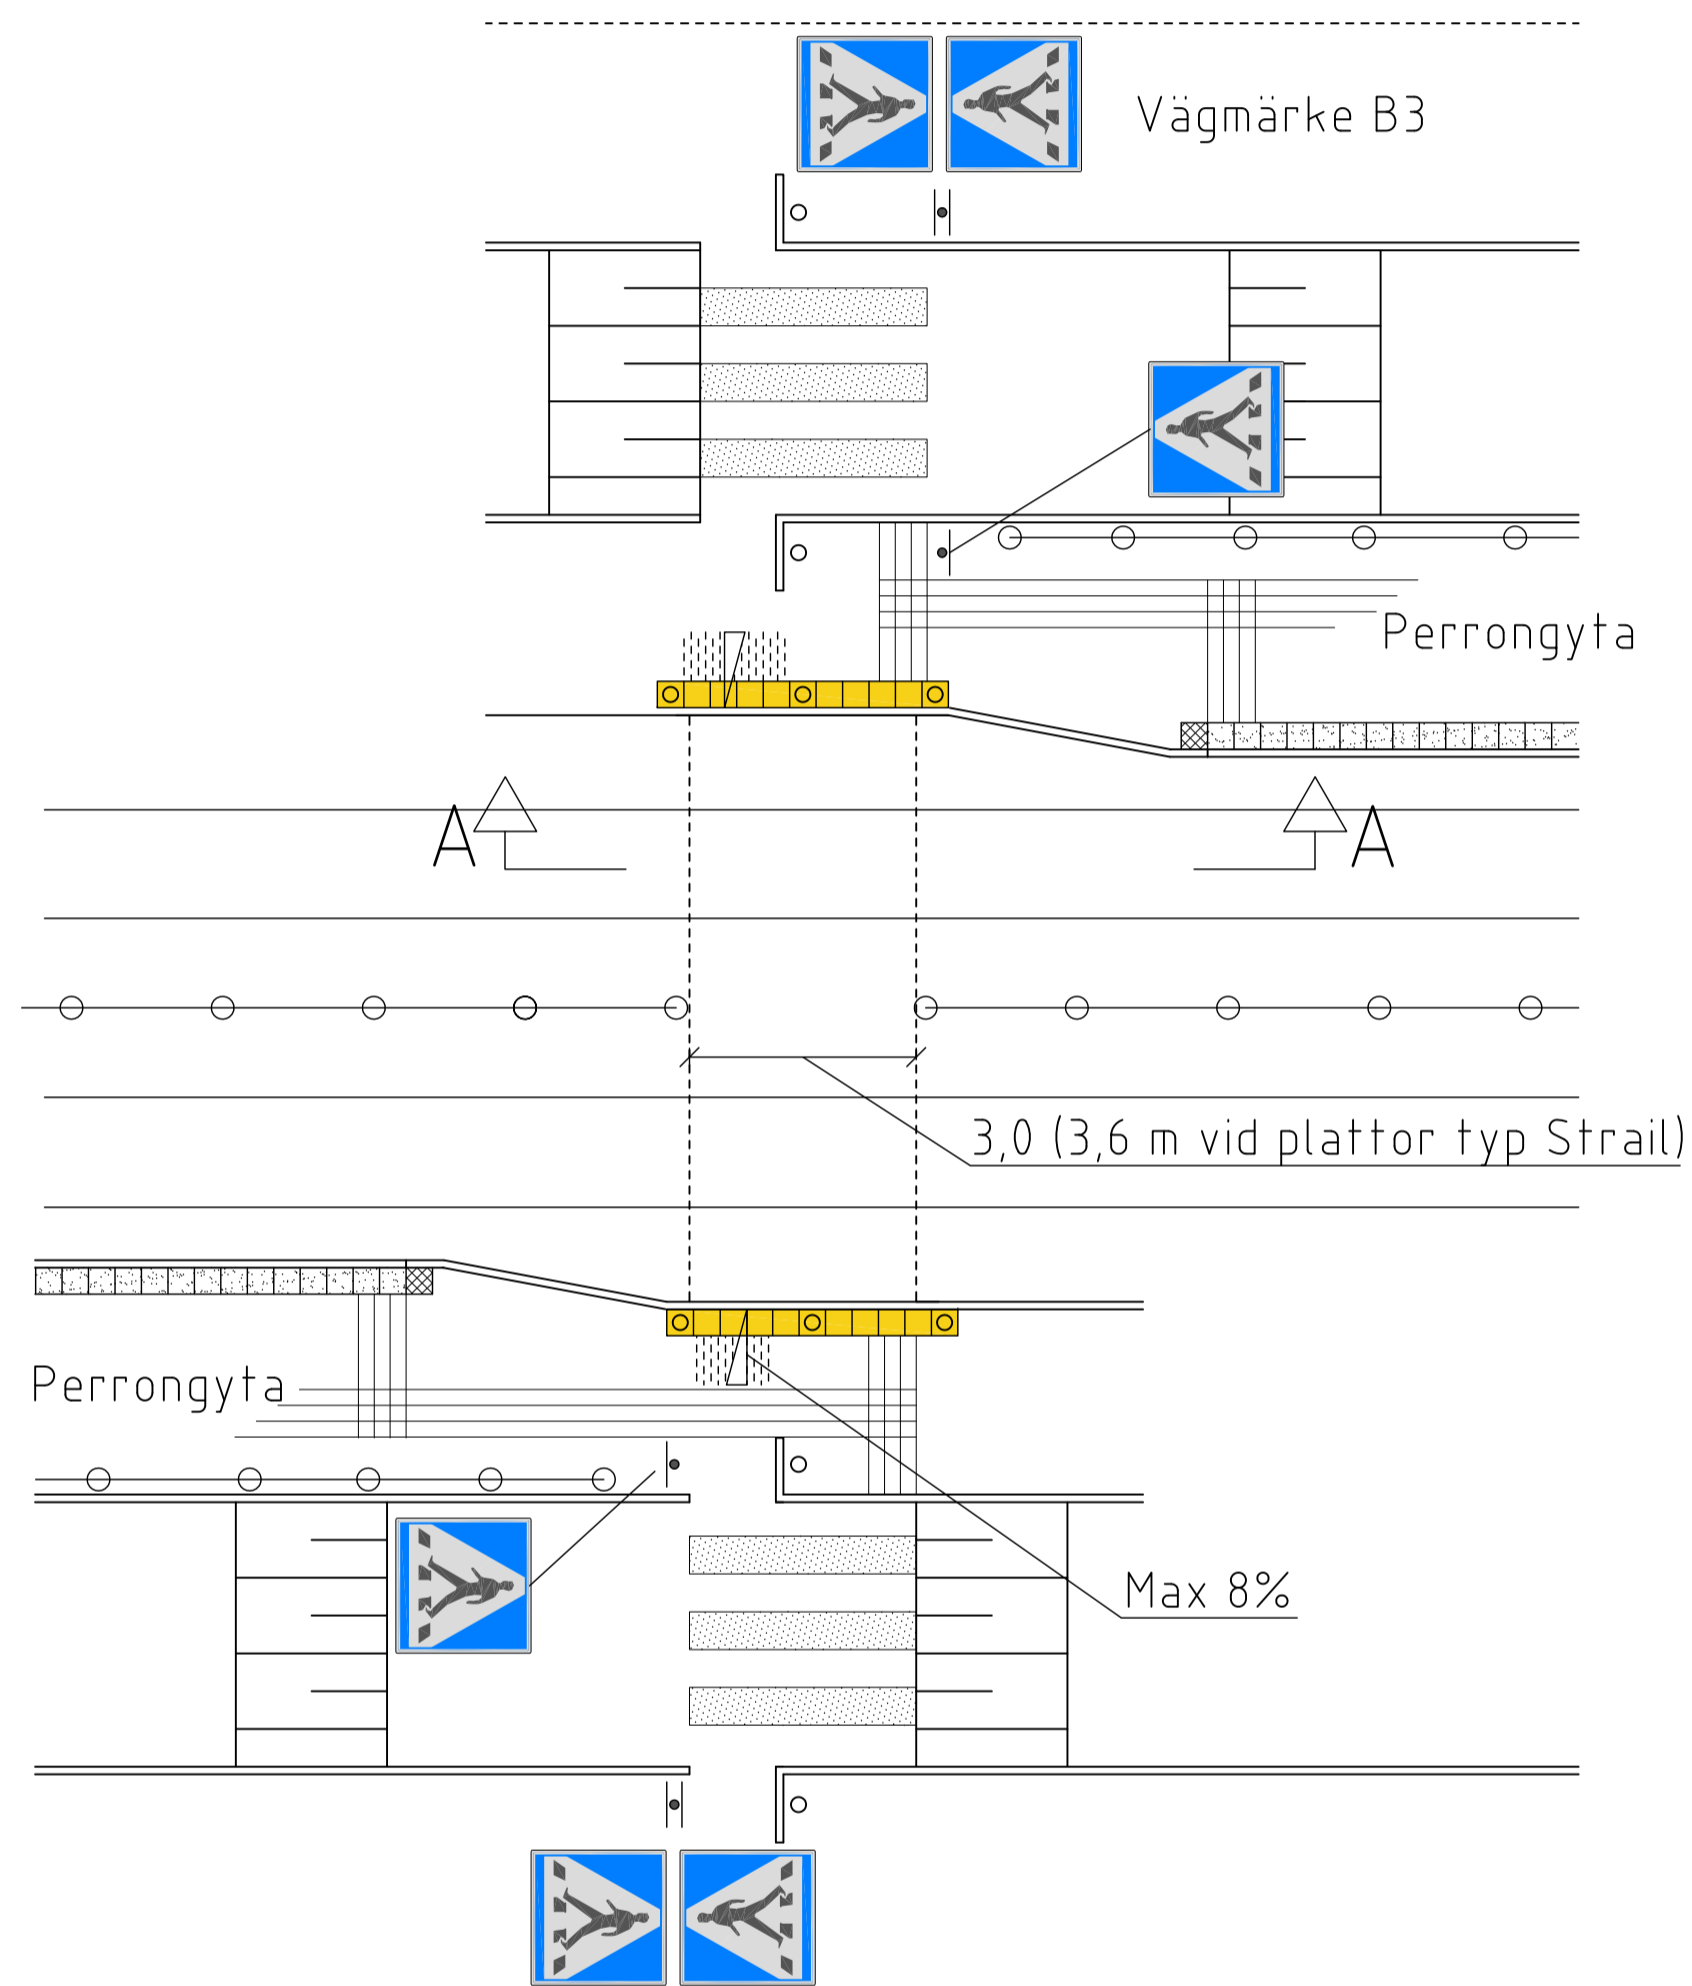 Vägmärke B3
Perrongyta
A A
3,0 (3,6 m vid plattor typ Strail)
Perrongyta
Max 8%